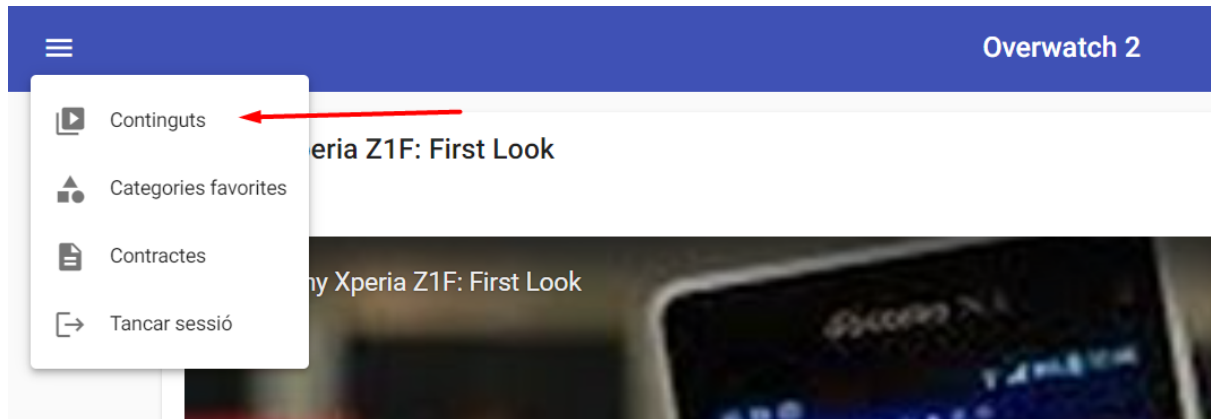 Overwatch 2
Continguts
eria Z1F: First Look
Categories favorites
Contractes
ny Xperia Z1F: First Look
Tancar sessió